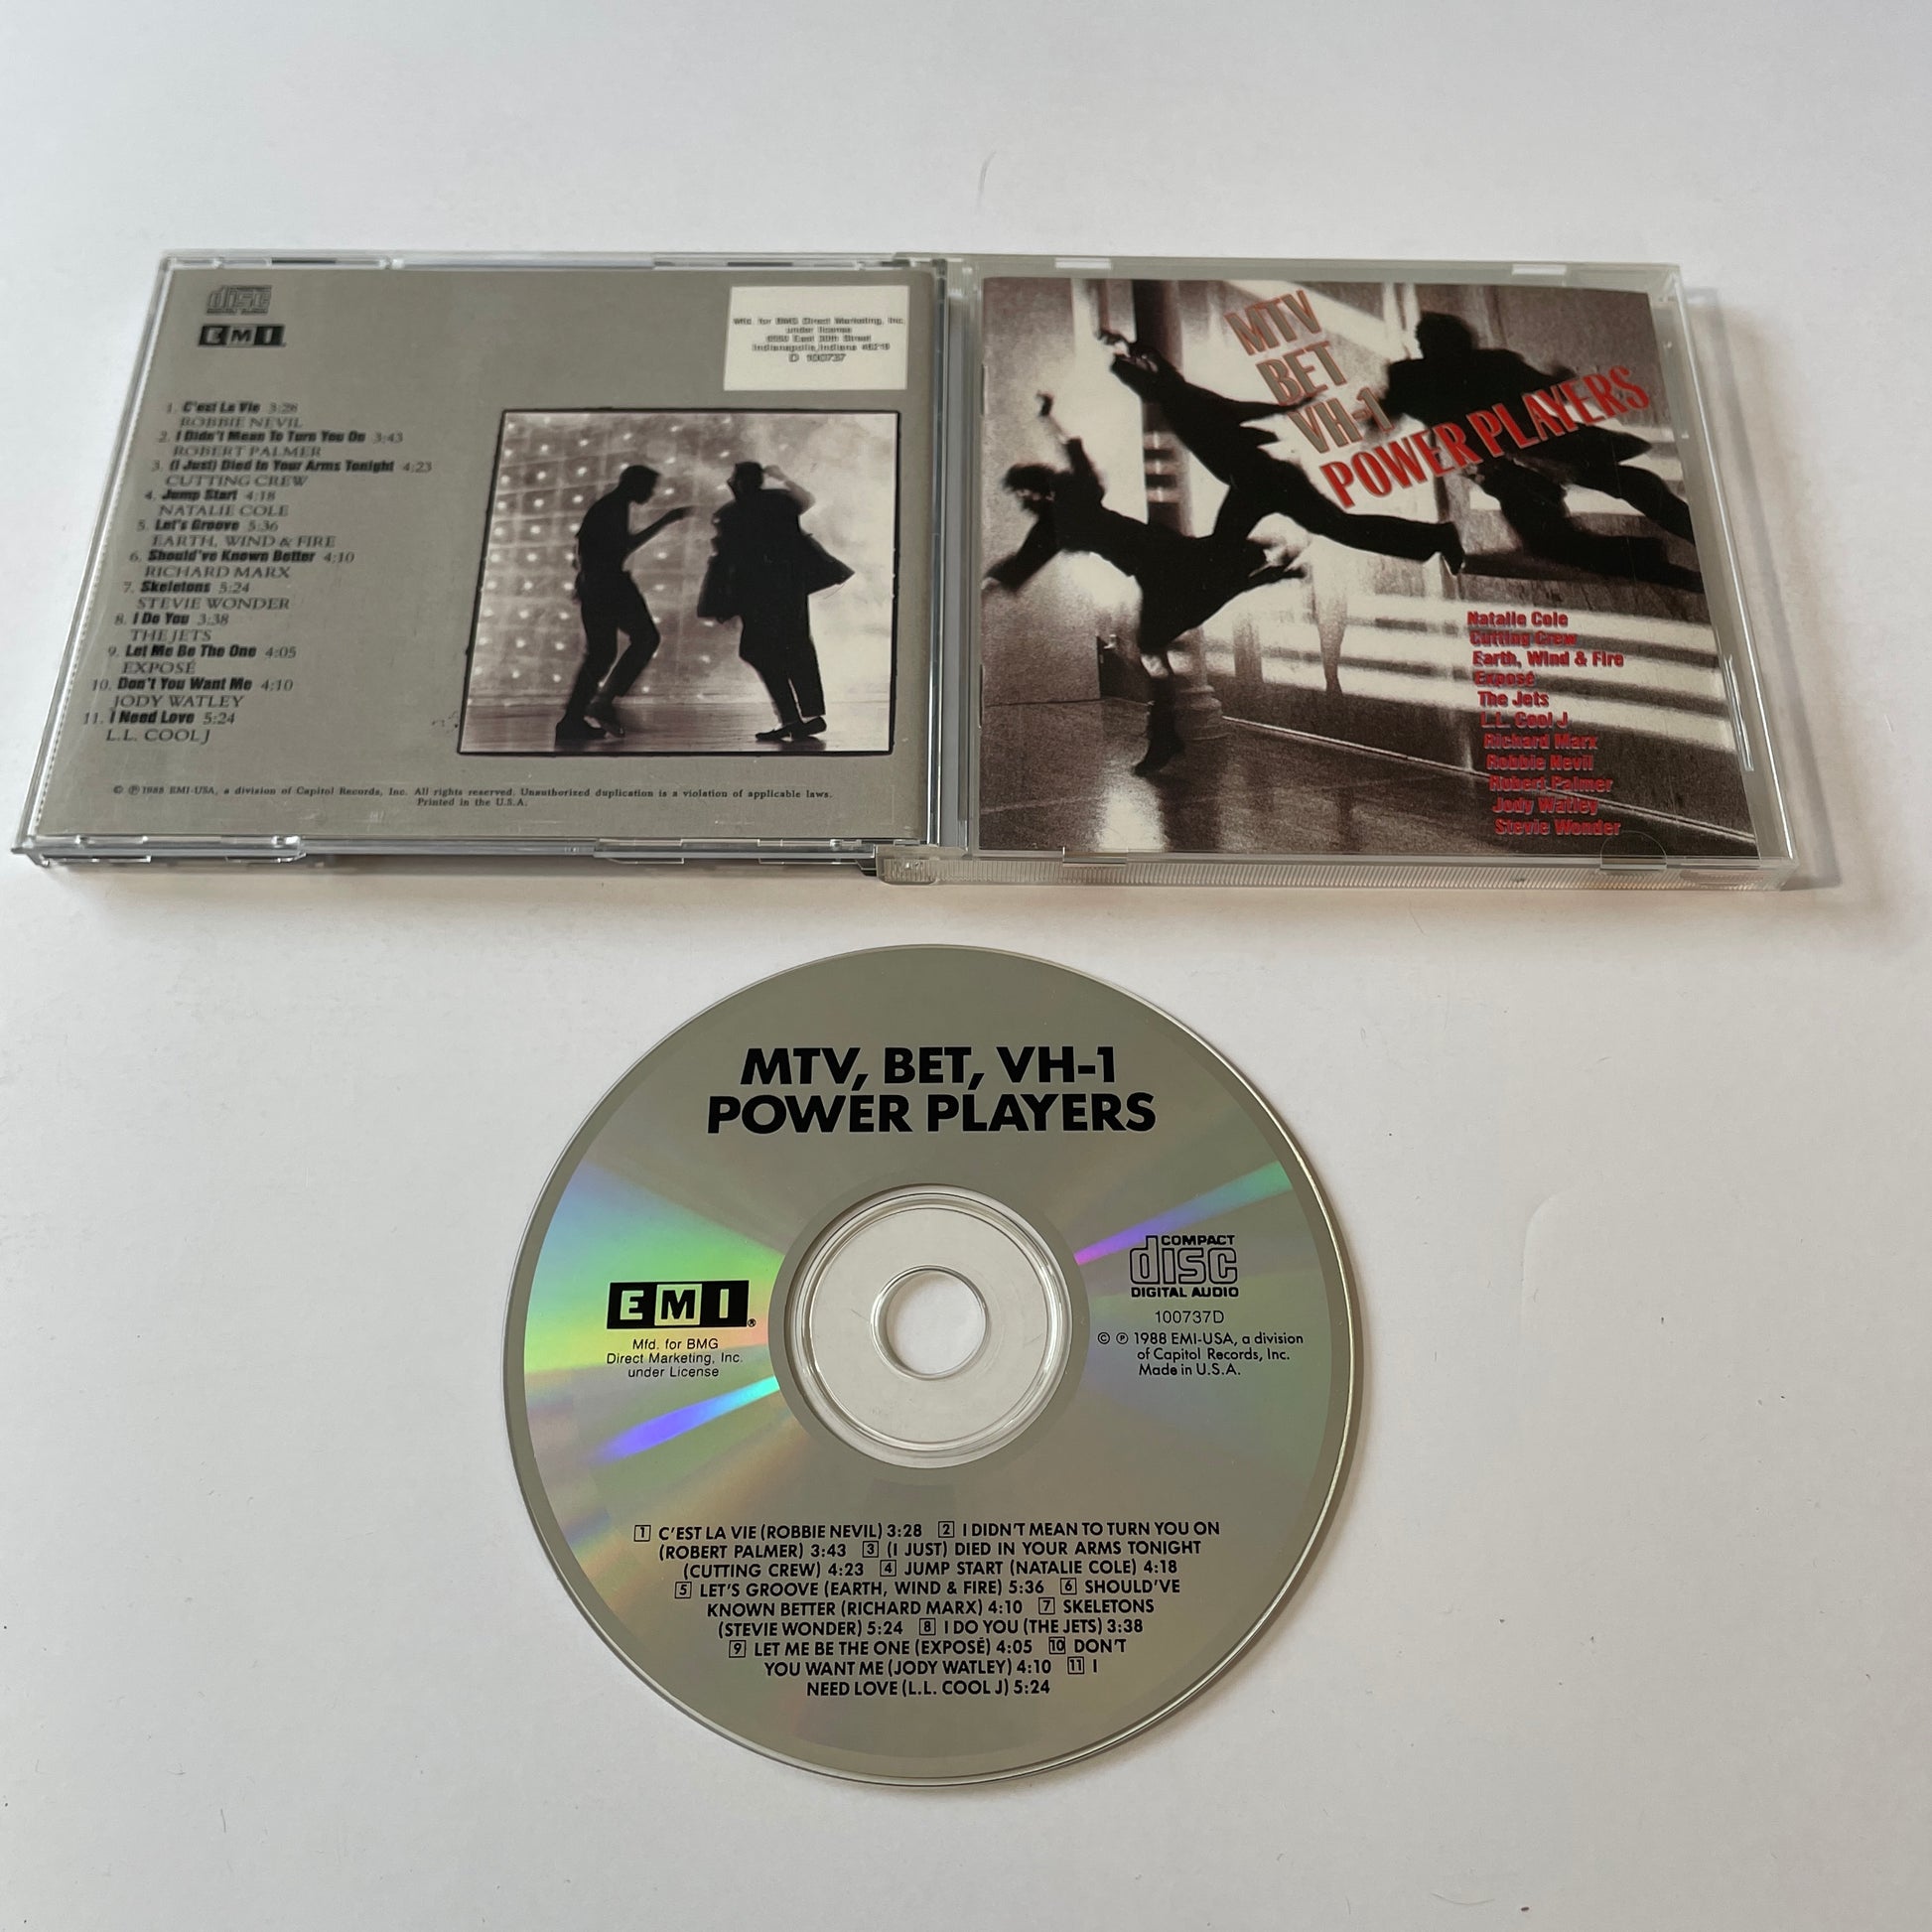 disc
EMI
Mfd. for BMG Direct Marketing, Inc.
under license
6550 East 30th Street
Indianapolis, Indiana 46219
D 100737
1. C'est La Vie 3:28
ROBBIE NEVIL
2. I Didn't Mean To Turn You On 3:43
ROBERT PALMER
3. (I Just) Died In Your Arms Tonight 4:23
CUTTING CREW
4. Jump Start 4:18
NATALIE COLE
5. Let's Groove 5:36
EARTH, WIND & FIRE
6. Should've Known Better 4:10
RICHARD MARX
7. Skeletons 5:24
STEVIE WONDER
8. I Do You 3:38
THE JETS
9. Let Me Be The One 4:05
EXPOSÉ
10. Don't You Want Me 4:10
JODY WATLEY
11. I Need Love 5:24
L.L. COOL J
© ℗ 1988 EMI-USA, a division of Capitol Records, Inc. All rights reserved. Unauthorized duplication is a violation of applicable laws.
Printed in the U.S.A.
MTV
BET
VH-1
POWER PLAYERS
Natalie Cole
Cutting Crew
Earth, Wind & Fire
Exposé
The Jets
L.L. Cool J
Richard Marx
Robbie Nevil
Robert Palmer
Jody Watley
Stevie Wonder
MTV, BET, VH-1
POWER PLAYERS
EMI®
Mfd. for BMG
Direct Marketing, Inc.
under License
COMPACT
disc
DIGITAL AUDIO
100737D
© ℗ 1988 EMI-USA, a division
of Capitol Records, Inc.
Made in U.S.A.
1 C'EST LA VIE (ROBBIE NEVIL) 3:28 2 I DIDN'T MEAN TO TURN YOU ON
(ROBERT PALMER) 3:43 3 (I JUST) DIED IN YOUR ARMS TONIGHT
(CUTTING CREW) 4:23 4 JUMP START (NATALIE COLE) 4:18
5 LET'S GROOVE (EARTH, WIND & FIRE) 5:36 6 SHOULD'VE
KNOWN BETTER (RICHARD MARX) 4:10 7 SKELETONS
(STEVIE WONDER) 5:24 8 I DO YOU (THE JETS) 3:38
9 LET ME BE THE ONE (EXPOSÉ) 4:05 10 DON'T
YOU WANT ME (JODY WATLEY) 4:10 11 I
NEED LOVE (L.L. COOL J) 5:24